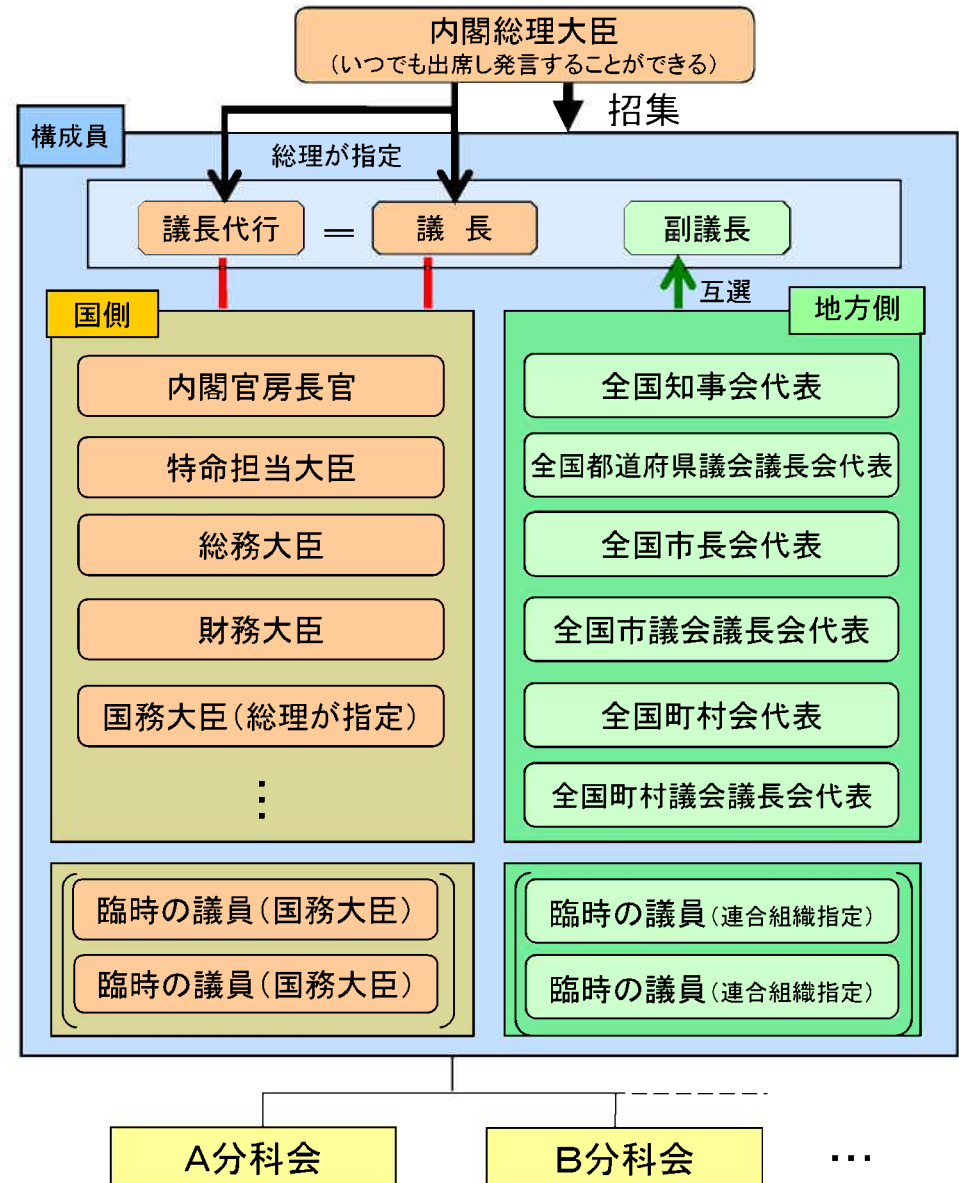 内閣総理大臣
(いつでも出席し発言することができる)
招集
構成員
総理が指定
議長代行
＝
議 長
副議長
互選
国側
内閣官房長官
特命担当大臣
総務大臣
財務大臣
国務大臣(総理が指定)
⋮
地方側
全国知事会代表
全国都道府県議会議長会代表
全国市長会代表
全国市議会議長会代表
全国町村会代表
全国町村議会議長会代表
臨時の議員(国務大臣)
臨時の議員(国務大臣)
臨時の議員(連合組織指定)
臨時の議員(連合組織指定)
A分科会
B分科会
…